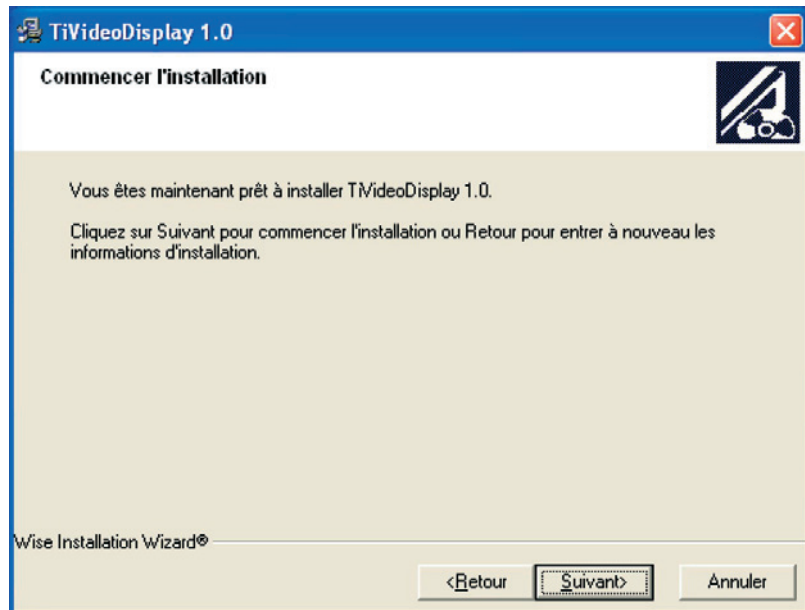 TiVideoDisplay 1.0
Commencer l'installation
Vous êtes maintenant prêt à installer TiVideoDisplay 1.0.
Cliquez sur Suivant pour commencer l'installation ou Retour pour entrer à nouveau les
informations d'installation.
Wise Installation Wizard®
<Retour
Suivant>
Annuler